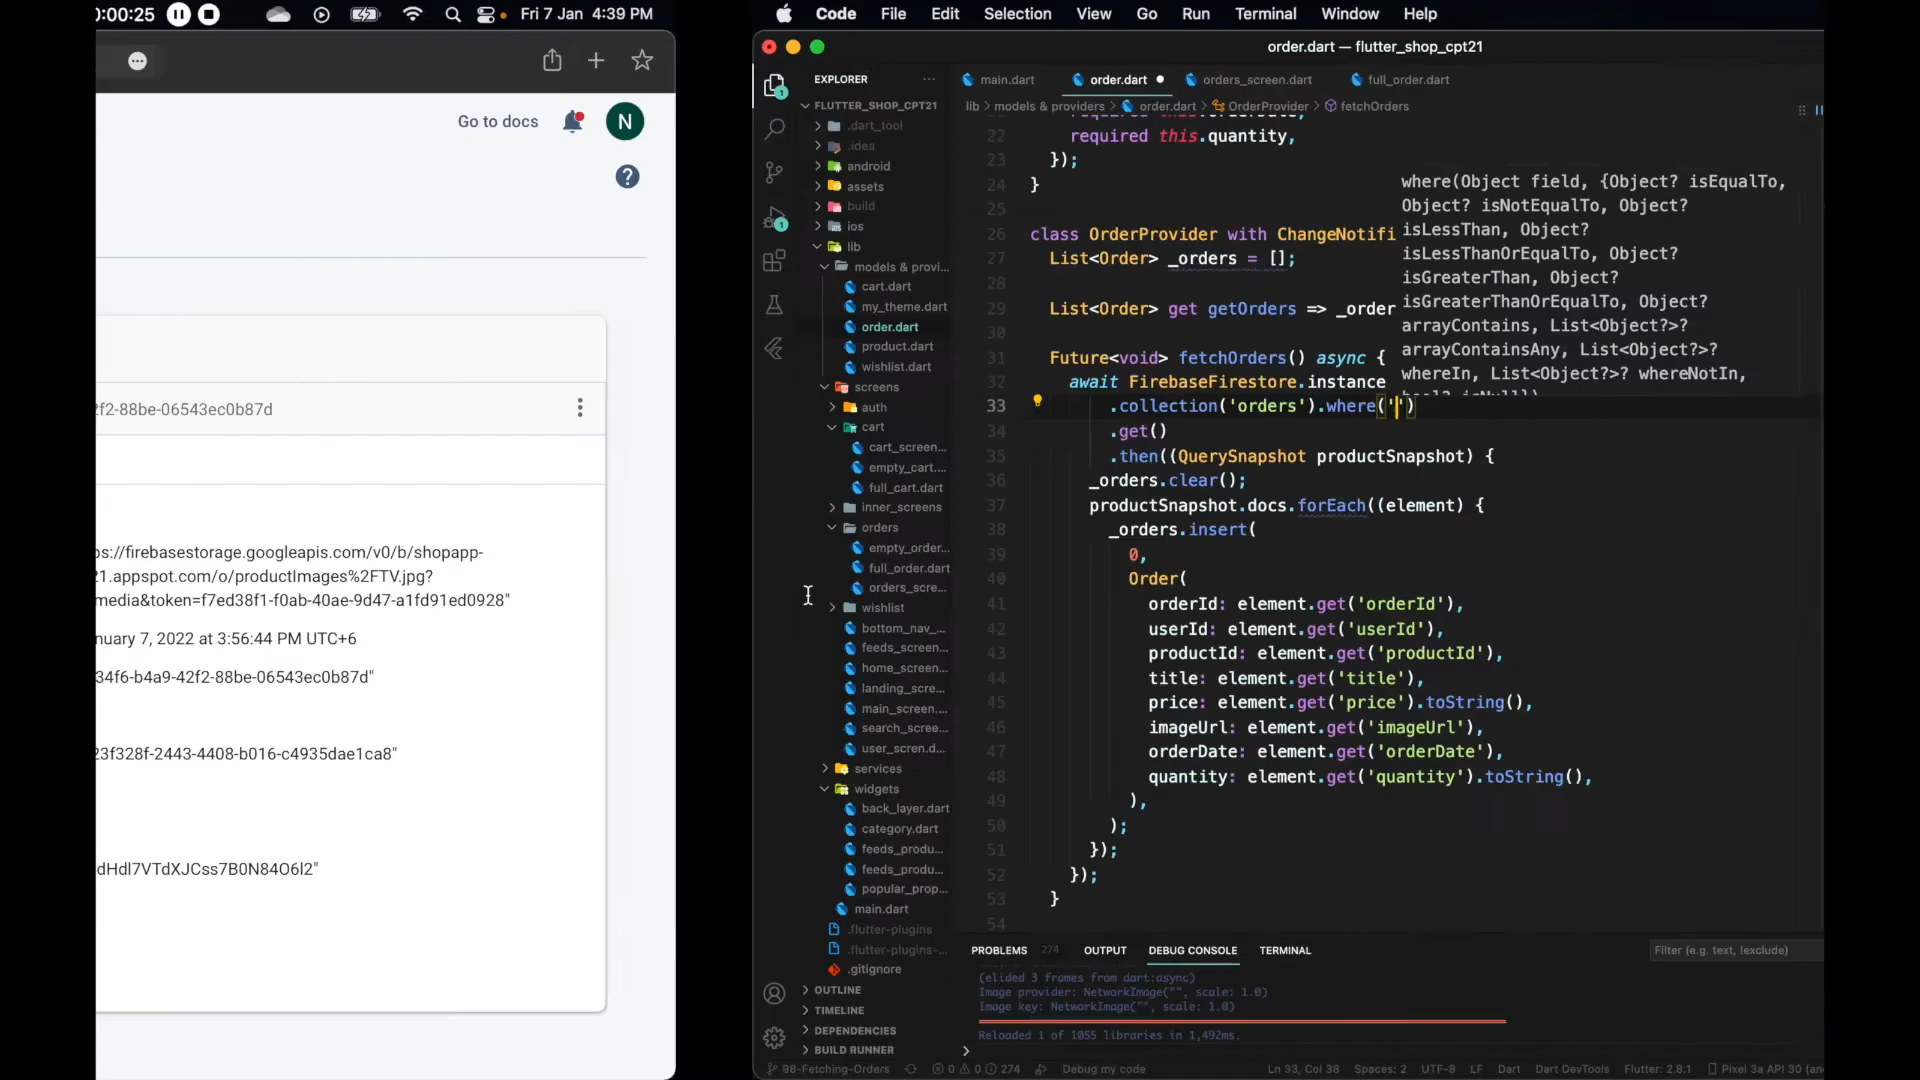 0:00:25
Fri 7 Jan 4:39 PM
Go to docs
N
?
f2-88be-06543ec0b87d
ps://firebasestorage.googleapis.com/v0/b/shopapp-
21.appspot.com/o/productImages%2FTV.jpg?
media&token=f7ed38f1-f0ab-40ae-9d47-a1fd91ed0928"
nuary 7, 2022 at 3:56:44 PM UTC+6
34f6-b4a9-42f2-88be-06543ec0b87d"
23f328f-2443-4408-b016-c4935dae1ca8"
dHdl7VTdXJCss7B0N84O6l2"
Code File Edit Selection View Go Run Terminal Window Help
order.dart — flutter_shop_cpt21
EXPLORER
FLUTTER_SHOP_CPT21
.dart_tool
.idea
android
assets
build
ios
lib
models & provi...
cart.dart
my_theme.dart
order.dart
product.dart
wishlist.dart
screens
auth
cart
cart_screen...
empty_cart....
full_cart.dart
inner_screens
orders
empty_order...
full_order.dart
orders_scre...
wishlist
bottom_nav_...
feeds_screen...
home_screen...
landing_scre...
main_screen....
search_scree...
user_scren.d...
services
widgets
back_layer.dart
category.dart
feeds_produ...
feeds_produ...
popular_prop...
main.dart
.flutter-plugins
.flutter-plugins-...
.gitignore
OUTLINE
TIMELINE
DEPENDENCIES
BUILD RUNNER
main.dart order.dart orders_screen.dart full_order.dart
lib > models & providers > order.dart > OrderProvider > fetchOrders
required this.orderDate,
22 required this.quantity,
23 });
24 }
25
26 class OrderProvider with ChangeNotifi
27 List<Order> _orders = [];
28
29 List<Order> get getOrders => _order
30
31 Future<void> fetchOrders() async {
32 await FirebaseFirestore.instance
33 .collection('orders').where('')
34 .get()
35 .then((QuerySnapshot productSnapshot) {
36 _orders.clear();
37 productSnapshot.docs.forEach((element) {
38 _orders.insert(
39 0,
40 Order(
41 orderId: element.get('orderId'),
42 userId: element.get('userId'),
43 productId: element.get('productId'),
44 title: element.get('title'),
45 price: element.get('price').toString(),
46 imageUrl: element.get('imageUrl'),
47 orderDate: element.get('orderDate'),
48 quantity: element.get('quantity').toString(),
49 ),
50 );
51 });
52 });
53 }
54
where(Object field, {Object? isEqualTo,
Object? isNotEqualTo, Object?
isLessThan, Object?
isLessThanOrEqualTo, Object?
isGreaterThan, Object?
isGreaterThanOrEqualTo, Object?
arrayContains, List<Object?>?
arrayContainsAny, List<Object?>?
whereIn, List<Object?>? whereNotIn,
bool? isNull})
PROBLEMS 274 OUTPUT DEBUG CONSOLE TERMINAL
Filter (e.g. text, !exclude)
(elided 3 frames from dart:async)
Image provider: NetworkImage("", scale: 1.0)
Image key: NetworkImage("", scale: 1.0)
Reloaded 1 of 1055 libraries in 1,492ms.
98-Fetching-Orders 0 0 274 Debug my code Ln 33, Col 38 Spaces: 2 UTF-8 LF Dart Dart DevTools Flutter: 2.8.1 Pixel 3a API 30 (an